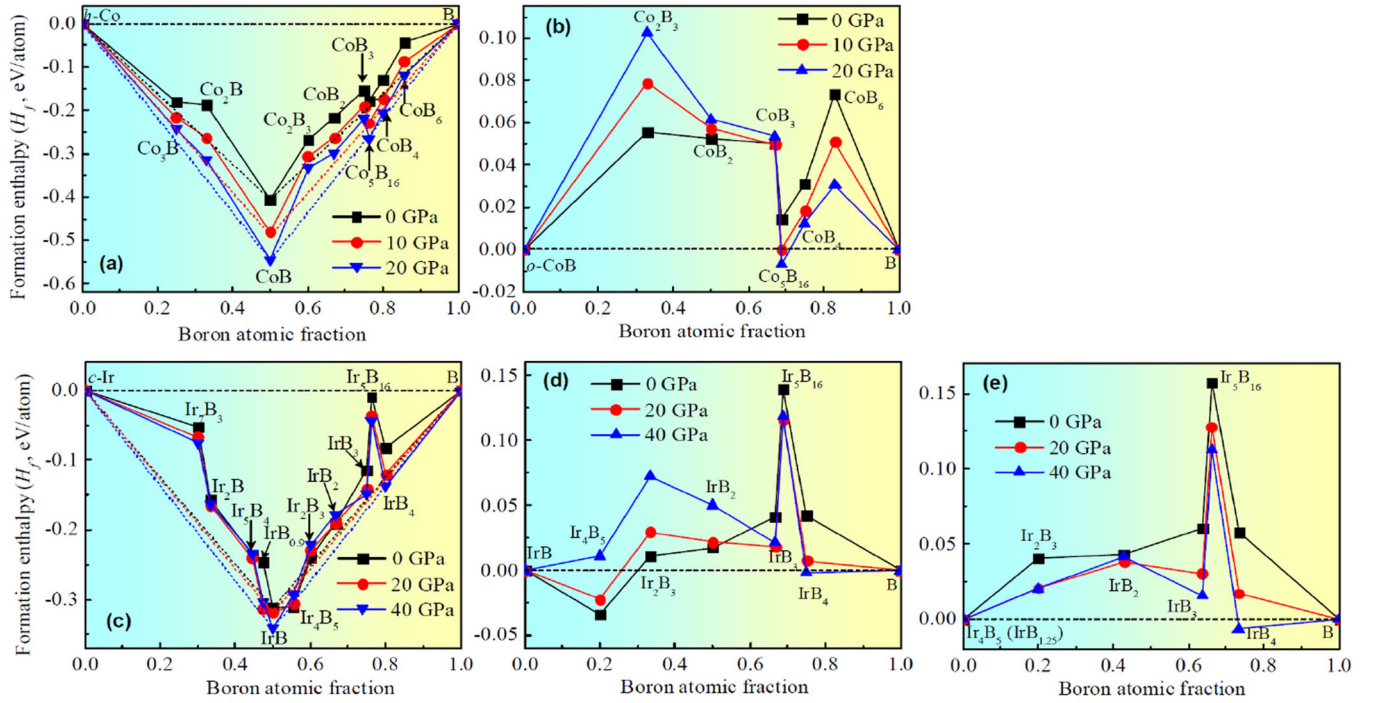 Formation enthalpy (H_f, eV/atom)
0.0
-0.1
-0.2
-0.3
-0.4
-0.5
-0.6
h-Co
B
Co₂B
Co₃B
CoB
Co₂B₃
CoB₂
CoB₃
CoB₆
CoB₄
Co₅B₁₆
0 GPa
10 GPa
20 GPa
(a)
0.0 0.2 0.4 0.6 0.8 1.0
Boron atomic fraction
(b)
0.10
0.08
0.06
0.04
0.02
0.00
-0.02
Co₂B₃
0 GPa
10 GPa
20 GPa
CoB₃
CoB₆
CoB₂
CoB₄
o-CoB
Co₅B₁₆
B
0.0 0.2 0.4 0.6 0.8 1.0
Boron atomic fraction
Formation enthalpy (H_f, eV/atom)
0.0
-0.1
-0.2
-0.3
c-Ir
Ir₅B₁₆
B
Ir₇B₃
IrB₃
Ir₂B
IrB₂
IrB₄
Ir₅B₄
Ir₂B₃
IrB₀.₉
0 GPa
20 GPa
40 GPa
Ir₄B₅
IrB
(c)
0.0 0.2 0.4 0.6 0.8 1.0
Boron atomic fraction
(d)
0.15
0.10
0.05
0.00
-0.05
0 GPa
20 GPa
40 GPa
Ir₅B₁₆
IrB₂
Ir₄B₅
IrB
IrB₃
B
Ir₂B₃
IrB₄
0.0 0.2 0.4 0.6 0.8 1.0
Boron atomic fraction
(e)
0.15
0.10
0.05
0.00
0 GPa
20 GPa
40 GPa
Ir₅B₁₆
Ir₂B₃
IrB₂
IrB₃
Ir₄B₅ (IrB₁.₂₅)
IrB₄
B
0.0 0.2 0.4 0.6 0.8 1.0
Boron atomic fraction